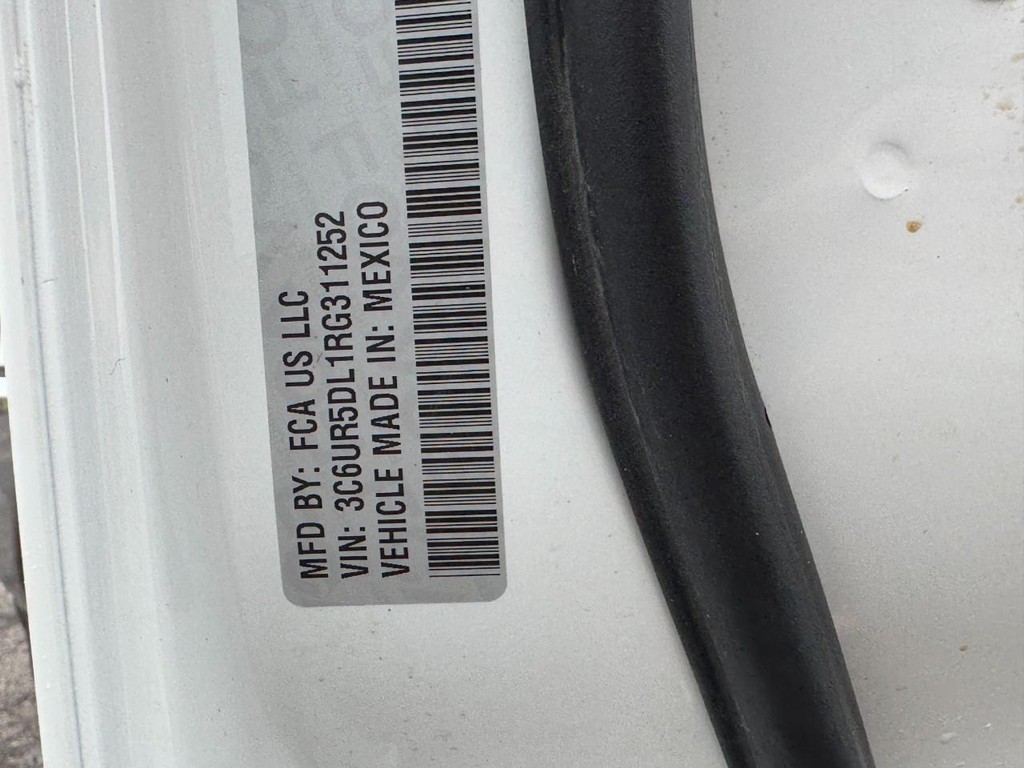 MFD BY: FCA US LLC
VIN: 3C6UR5DL1RG311252
VEHICLE MADE IN: MEXICO